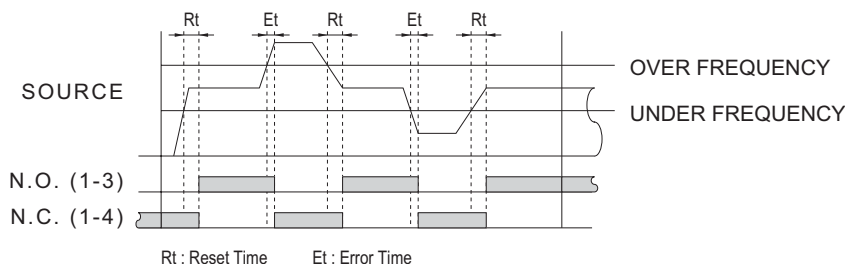 Rt Et Rt Et Rt
OVER FREQUENCY
SOURCE
UNDER FREQUENCY
N.O. (1-3)
N.C. (1-4)
Rt : Reset Time Et : Error Time